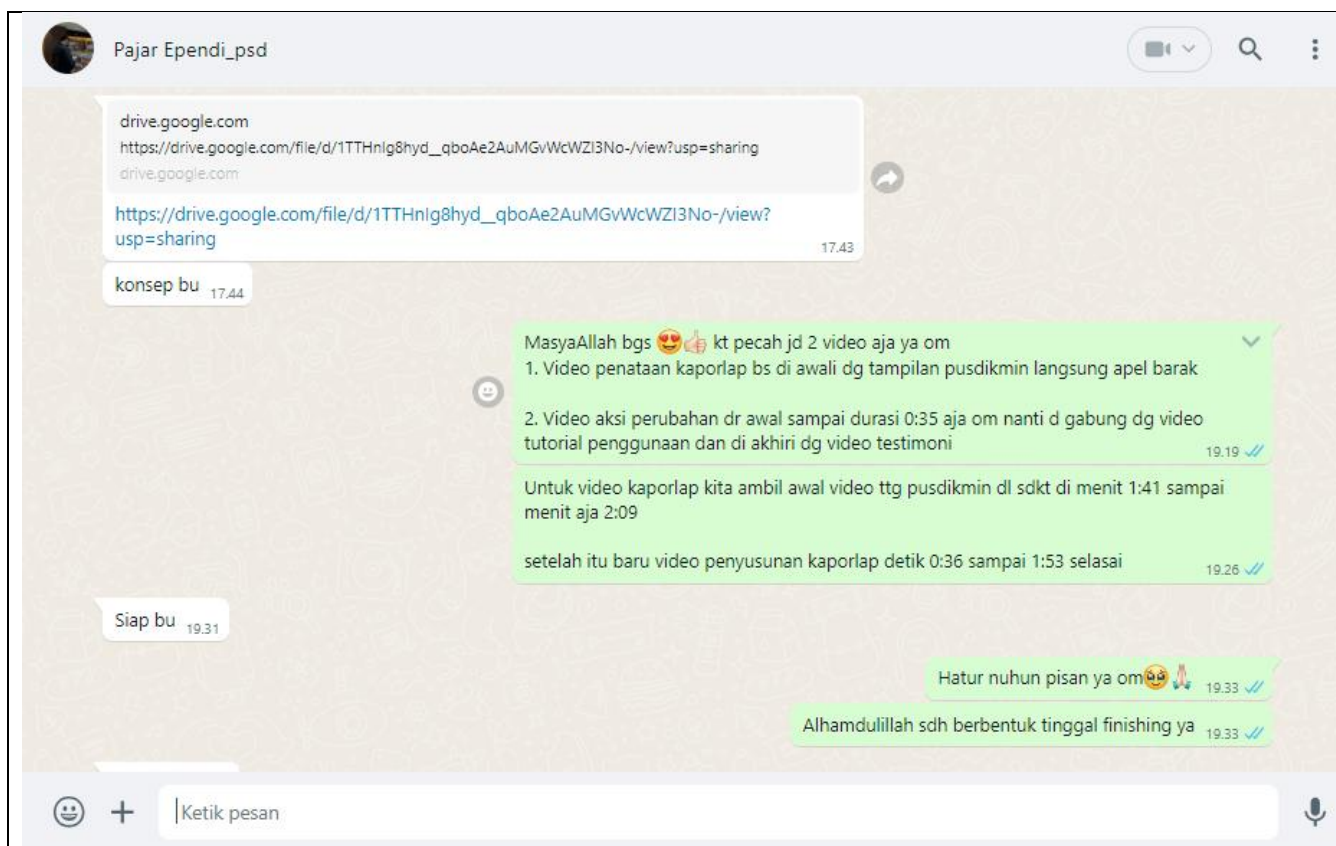 Pajar Ependi_psd
drive.google.com
https://drive.google.com/file/d/1TTHnlg8hyd__qboAe2AuMGvWcWZI3No-/view?usp=sharing
drive.google.com
https://drive.google.com/file/d/1TTHnIg8hyd__qboAe2AuMGvWcWZI3No-/view?
usp=sharing
17.43
konsep bu 17.44
MasyaAllah bgs 😍👍 kt pecah jd 2 video aja ya om
1. Video penataan kaporlap bs di awali dg tampilan pusdikmin langsung apel barak
2. Video aksi perubahan dr awal sampai durasi 0:35 aja om nanti d gabung dg video
tutorial penggunaan dan di akhiri dg video testimoni
19.19
Untuk video kaporlap kita ambil awal video ttg pusdikmin dl sdkt di menit 1:41 sampai
menit aja 2:09
setelah itu baru video penyusunan kaporlap detik 0:36 sampai 1:53 selasai
19.26
Siap bu 19.31
Hatur nuhun pisan ya om🥹🙏 19.33
Alhamdulillah sdh berbentuk tinggal finishing ya 19.33
Ketik pesan